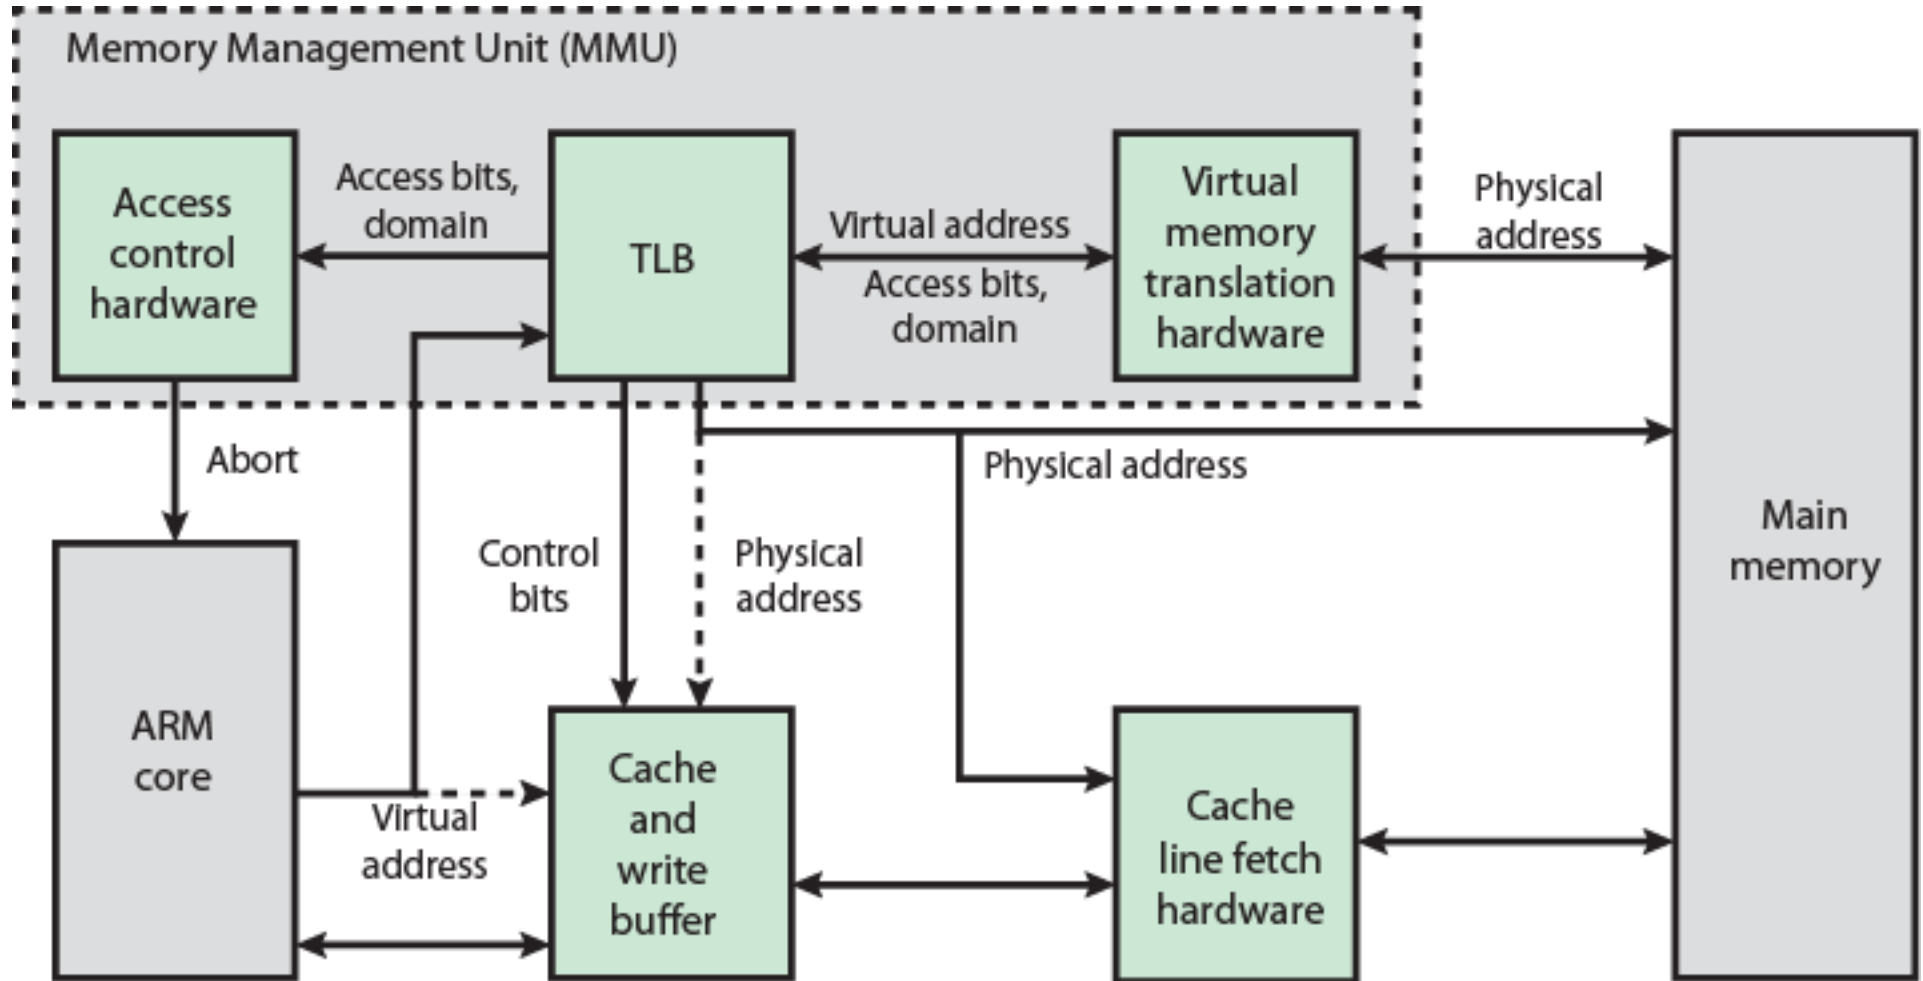 Memory Management Unit (MMU)
Access
control
hardware
Access bits,
domain
TLB
Virtual address
Access bits,
domain
Virtual
memory
translation
hardware
Physical
address
Abort
Physical address
Control
bits
Physical
address
Main
memory
ARM
core
Virtual
address
Cache
and
write
buffer
Cache
line fetch
hardware